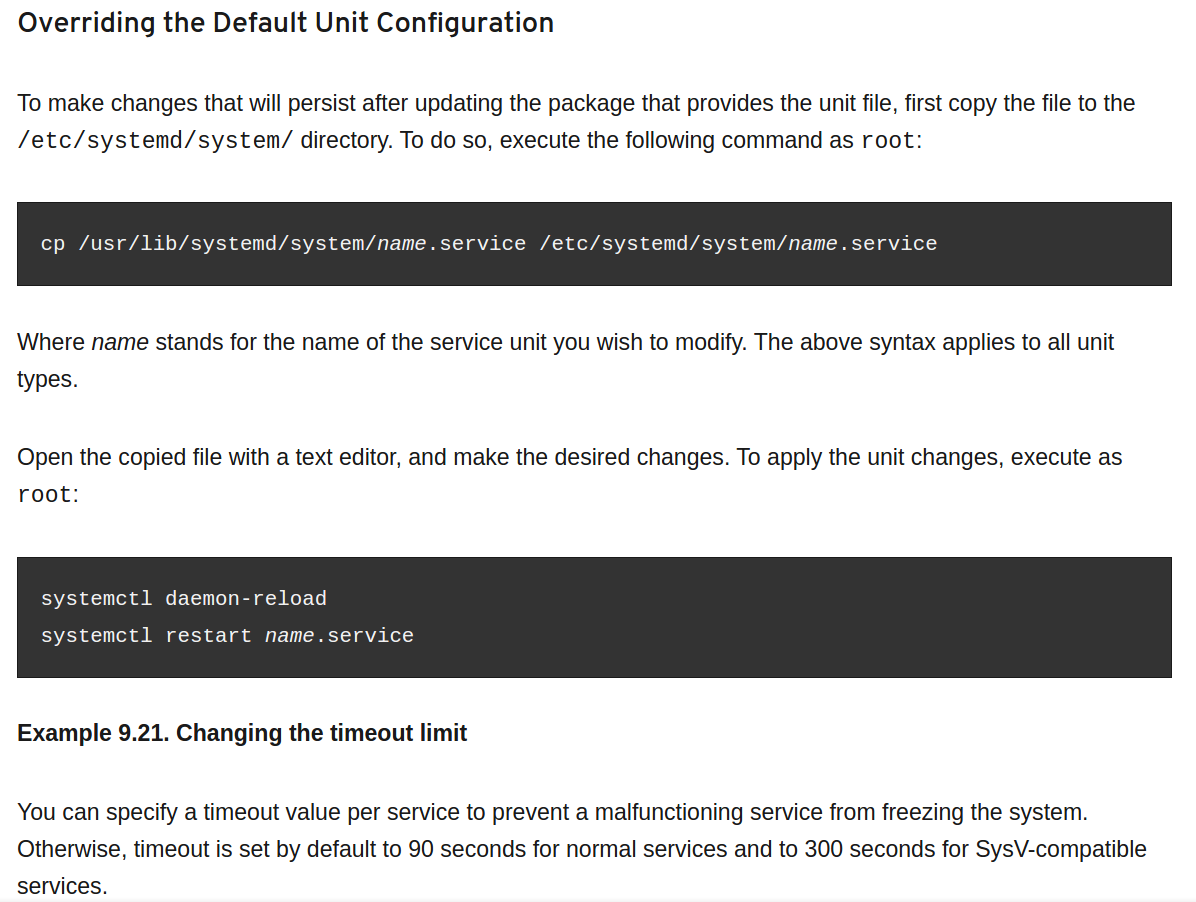 Overriding the Default Unit Configuration
To make changes that will persist after updating the package that provides the unit file, first copy the file to the
/etc/systemd/system/ directory. To do so, execute the following command as root:
cp /usr/lib/systemd/system/name.service /etc/systemd/system/name.service
Where name stands for the name of the service unit you wish to modify. The above syntax applies to all unit
types.
Open the copied file with a text editor, and make the desired changes. To apply the unit changes, execute as
root:
systemctl daemon-reload
systemctl restart name.service
Example 9.21. Changing the timeout limit
You can specify a timeout value per service to prevent a malfunctioning service from freezing the system.
Otherwise, timeout is set by default to 90 seconds for normal services and to 300 seconds for SysV-compatible
services.